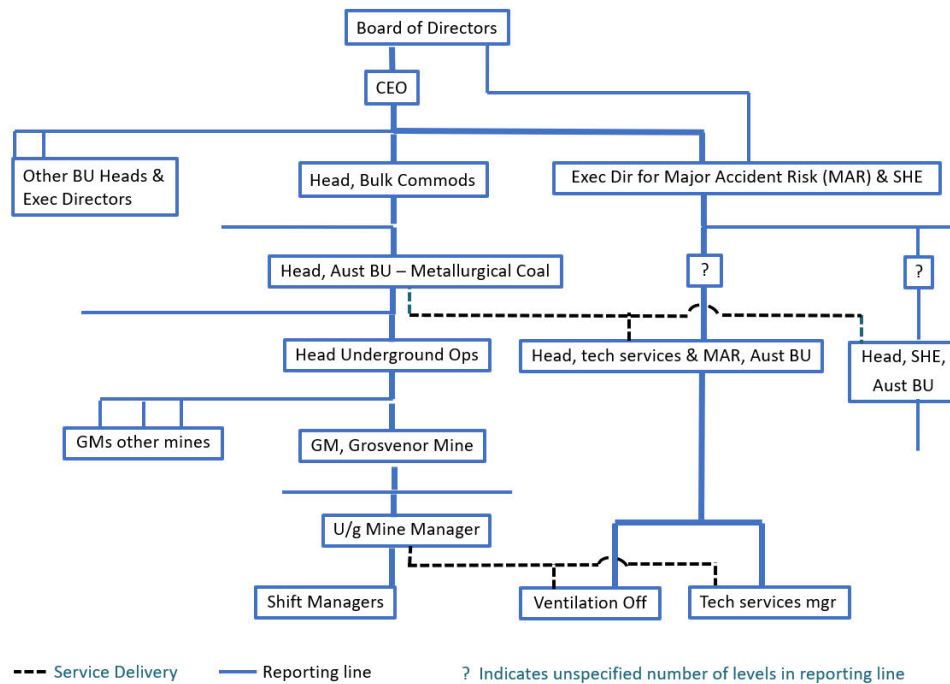 Board of Directors
CEO
Other BU Heads &
Exec Directors
Head, Bulk Commods
Exec Dir for Major Accident Risk (MAR) & SHE
Head, Aust BU – Metallurgical Coal
?
?
Head Underground Ops
Head, tech services & MAR, Aust BU
Head, SHE,
Aust BU
GMs other mines
GM, Grosvenor Mine
U/g Mine Manager
Shift Managers
Ventilation Off
Tech services mgr
Service Delivery
Reporting line
? Indicates unspecified number of levels in reporting line